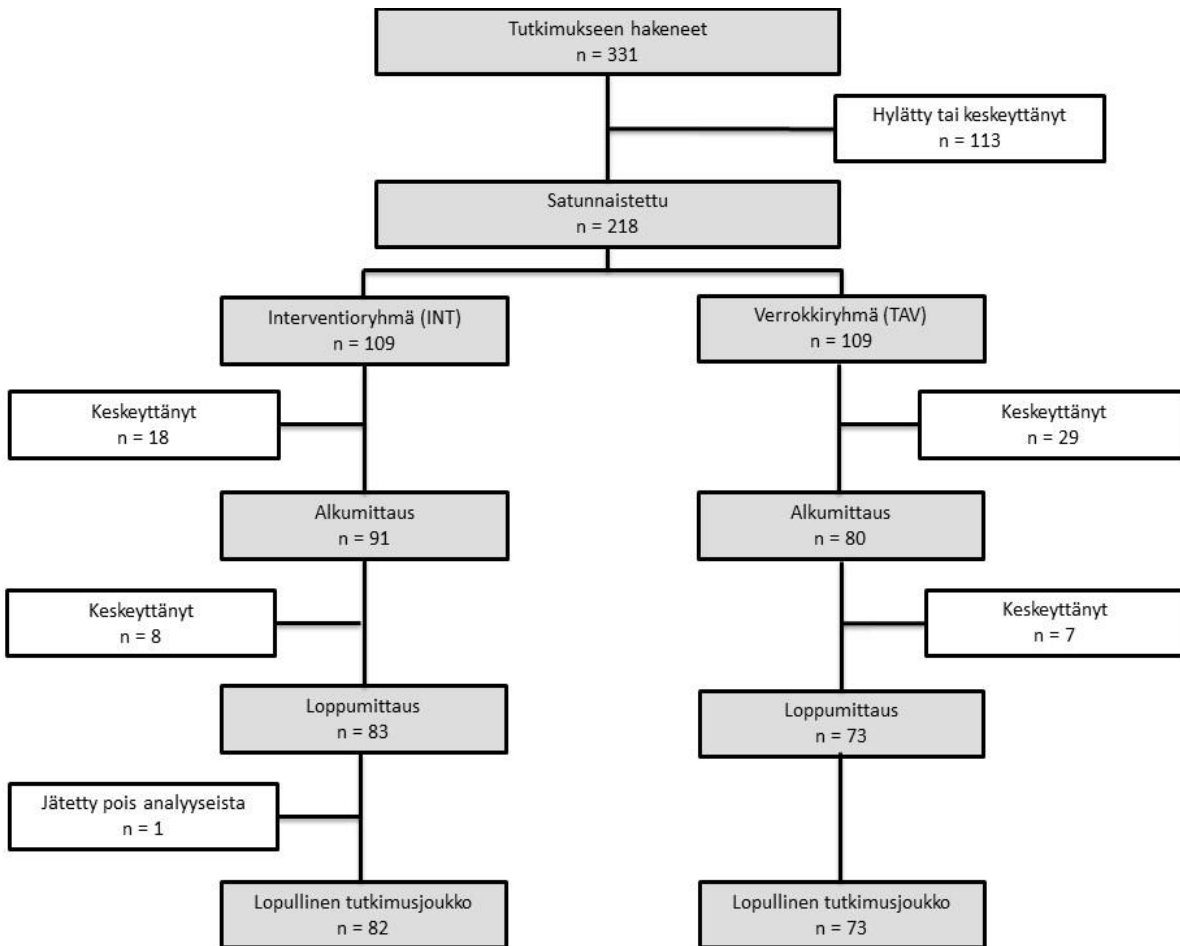 Tutkimukseen hakeneet
n = 331
Hylätty tai keskeyttänyt
n = 113
Satunnaistettu
n = 218
Interventioryhmä (INT)
n = 109
Verrokkiryhmä (TAV)
n = 109
Keskeyttänyt
n = 18
Keskeyttänyt
n = 29
Alkumittaus
n = 91
Alkumittaus
n = 80
Keskeyttänyt
n = 8
Keskeyttänyt
n = 7
Loppumittaus
n = 83
Loppumittaus
n = 73
Jätetty pois analyyseista
n = 1
Lopullinen tutkimusjoukko
n = 82
Lopullinen tutkimusjoukko
n = 73